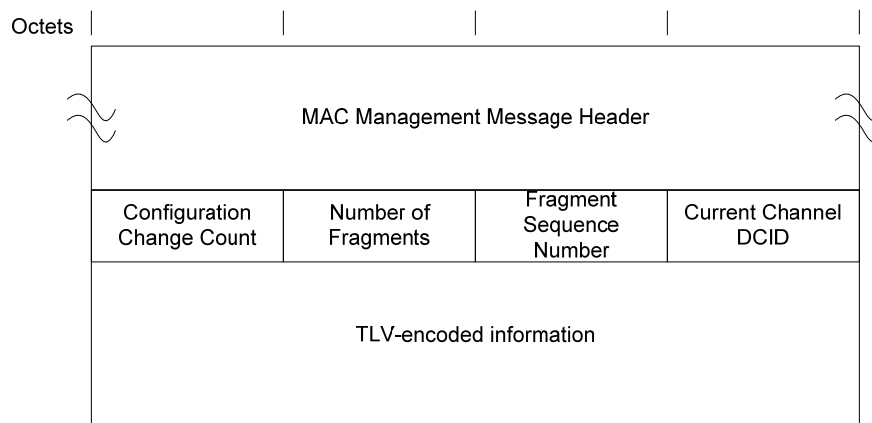 Octets
MAC Management Message Header
Configuration
Change Count
Number of
Fragments
Fragment
Sequence
Number
Current Channel
DCID
TLV-encoded information